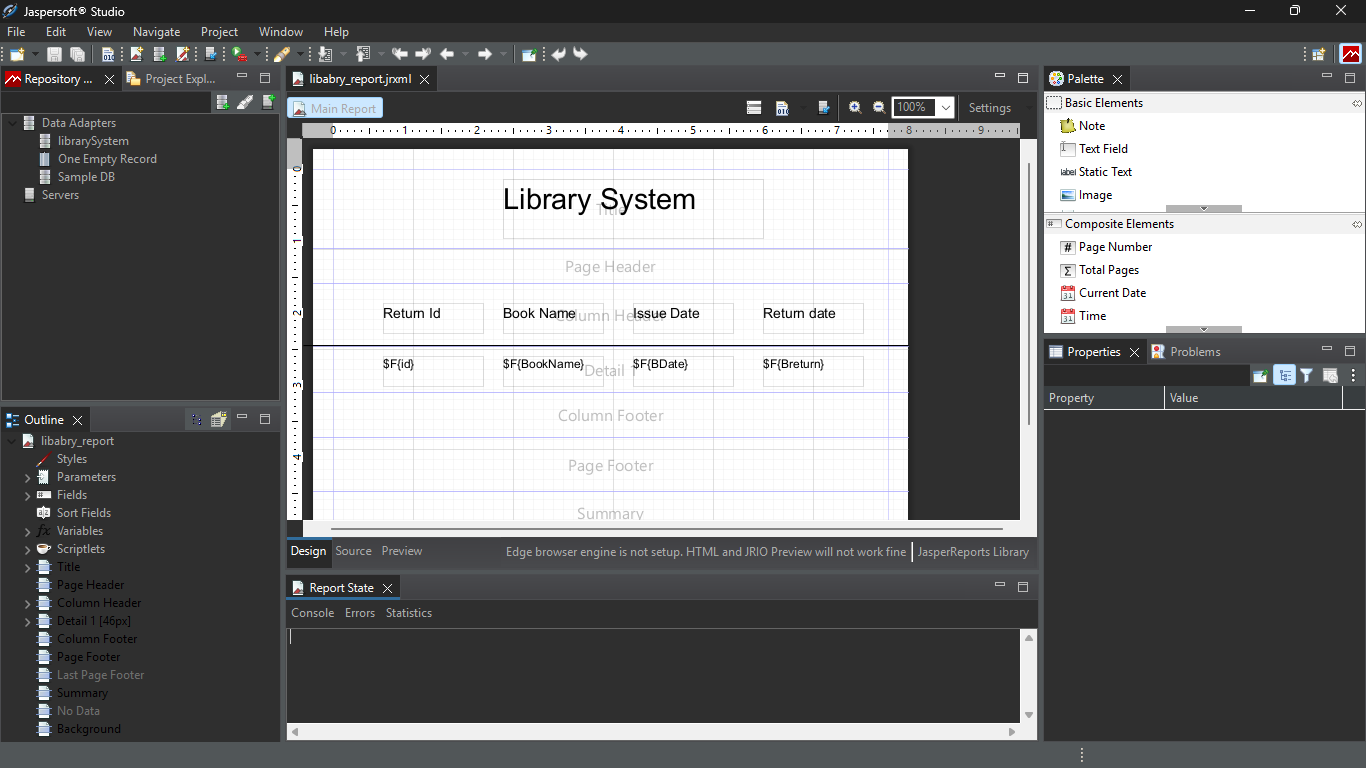 Jaspersoft® Studio
File Edit View Navigate Project Window Help
Repository ...
Project Expl...
Data Adapters
librarySystem
One Empty Record
Sample DB
Servers
Outline
libabry_report
Styles
Parameters
Fields
Sort Fields
Variables
Scriptlets
Title
Page Header
Column Header
Detail 1 [46px]
Column Footer
Page Footer
Last Page Footer
Summary
No Data
Background
libabry_report.jrxml
Main Report
100%
Settings
0 1 2 3 4 5 6 7 8 9
0
1
2
3
4
Library System
Title
Page Header
Return Id Book Name Issue Date Return date
Column Header
$F{id} $F{BookName} $F{BDate} $F{Breturn}
Detail 1
Column Footer
Page Footer
Summary
Design Source Preview
Edge browser engine is not setup. HTML and JRIO Preview will not work fine
JasperReports Library
Report State
Console Errors Statistics
Palette
Basic Elements
Note
Text Field
label Static Text
Image
Composite Elements
# Page Number
Σ Total Pages
Current Date
Time
Properties
Problems
Property Value